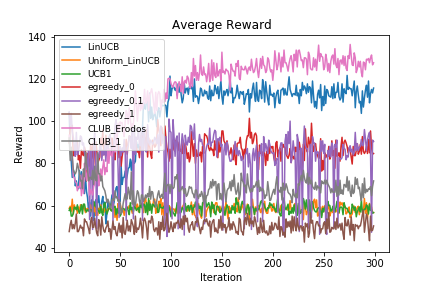 Average Reward
140
120
100
80
60
40
Reward
LinUCB
Uniform_LinUCB
UCB1
egreedy_0
egreedy_0.1
egreedy_1
CLUB_Erodos
CLUB_1
0
50
100
150
200
250
300
Iteration